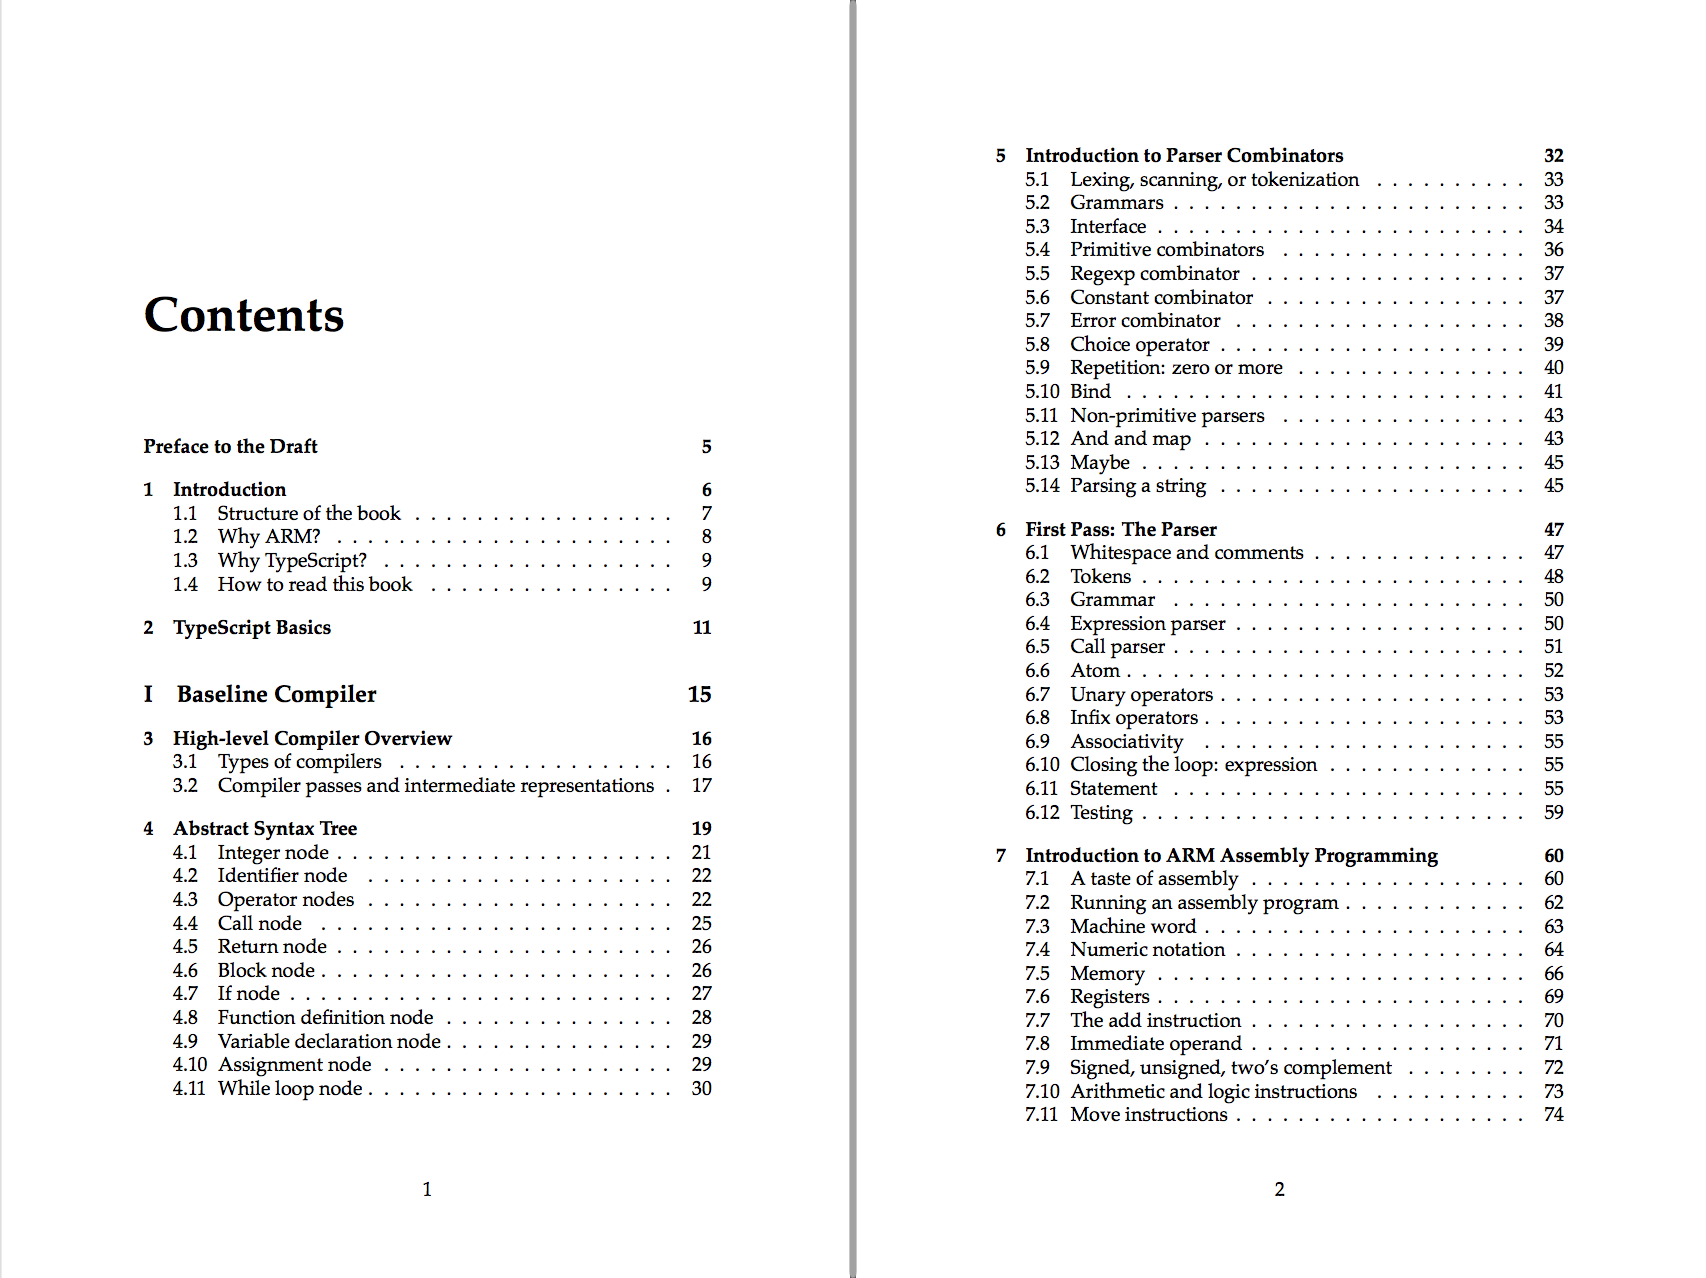 Contents
Preface to the Draft 5
1 Introduction 6
1.1 Structure of the book . . . . . . . . . . . . . . . . . 7
1.2 Why ARM? . . . . . . . . . . . . . . . . . . . . . . 8
1.3 Why TypeScript? . . . . . . . . . . . . . . . . . . . 9
1.4 How to read this book . . . . . . . . . . . . . . . . 9
2 TypeScript Basics 11
I Baseline Compiler 15
3 High-level Compiler Overview 16
3.1 Types of compilers . . . . . . . . . . . . . . . . . . 16
3.2 Compiler passes and intermediate representations . 17
4 Abstract Syntax Tree 19
4.1 Integer node . . . . . . . . . . . . . . . . . . . . . . 21
4.2 Identifier node . . . . . . . . . . . . . . . . . . . . 22
4.3 Operator nodes . . . . . . . . . . . . . . . . . . . . 22
4.4 Call node . . . . . . . . . . . . . . . . . . . . . . . 25
4.5 Return node . . . . . . . . . . . . . . . . . . . . . . 26
4.6 Block node . . . . . . . . . . . . . . . . . . . . . . . 26
4.7 If node . . . . . . . . . . . . . . . . . . . . . . . . . 27
4.8 Function definition node . . . . . . . . . . . . . . . 28
4.9 Variable declaration node . . . . . . . . . . . . . . . 29
4.10 Assignment node . . . . . . . . . . . . . . . . . . . 29
4.11 While loop node . . . . . . . . . . . . . . . . . . . . 30
1
5 Introduction to Parser Combinators 32
5.1 Lexing, scanning, or tokenization . . . . . . . . . . 33
5.2 Grammars . . . . . . . . . . . . . . . . . . . . . . . 33
5.3 Interface . . . . . . . . . . . . . . . . . . . . . . . . 34
5.4 Primitive combinators . . . . . . . . . . . . . . . . 36
5.5 Regexp combinator . . . . . . . . . . . . . . . . . . 37
5.6 Constant combinator . . . . . . . . . . . . . . . . . 37
5.7 Error combinator . . . . . . . . . . . . . . . . . . . 38
5.8 Choice operator . . . . . . . . . . . . . . . . . . . . 39
5.9 Repetition: zero or more . . . . . . . . . . . . . . . 40
5.10 Bind . . . . . . . . . . . . . . . . . . . . . . . . . . 41
5.11 Non-primitive parsers . . . . . . . . . . . . . . . . 43
5.12 And and map . . . . . . . . . . . . . . . . . . . . . 43
5.13 Maybe . . . . . . . . . . . . . . . . . . . . . . . . . 45
5.14 Parsing a string . . . . . . . . . . . . . . . . . . . . 45
6 First Pass: The Parser 47
6.1 Whitespace and comments . . . . . . . . . . . . . . 47
6.2 Tokens . . . . . . . . . . . . . . . . . . . . . . . . . 48
6.3 Grammar . . . . . . . . . . . . . . . . . . . . . . . 50
6.4 Expression parser . . . . . . . . . . . . . . . . . . . 50
6.5 Call parser . . . . . . . . . . . . . . . . . . . . . . . 51
6.6 Atom . . . . . . . . . . . . . . . . . . . . . . . . . . 52
6.7 Unary operators . . . . . . . . . . . . . . . . . . . . 53
6.8 Infix operators . . . . . . . . . . . . . . . . . . . . . 53
6.9 Associativity . . . . . . . . . . . . . . . . . . . . . 55
6.10 Closing the loop: expression . . . . . . . . . . . . . 55
6.11 Statement . . . . . . . . . . . . . . . . . . . . . . . 55
6.12 Testing . . . . . . . . . . . . . . . . . . . . . . . . . 59
7 Introduction to ARM Assembly Programming 60
7.1 A taste of assembly . . . . . . . . . . . . . . . . . . 60
7.2 Running an assembly program . . . . . . . . . . . . 62
7.3 Machine word . . . . . . . . . . . . . . . . . . . . . 63
7.4 Numeric notation . . . . . . . . . . . . . . . . . . . 64
7.5 Memory . . . . . . . . . . . . . . . . . . . . . . . . 66
7.6 Registers . . . . . . . . . . . . . . . . . . . . . . . . 69
7.7 The add instruction . . . . . . . . . . . . . . . . . . 70
7.8 Immediate operand . . . . . . . . . . . . . . . . . . 71
7.9 Signed, unsigned, two’s complement . . . . . . . . 72
7.10 Arithmetic and logic instructions . . . . . . . . . . 73
7.11 Move instructions . . . . . . . . . . . . . . . . . . . 74
2